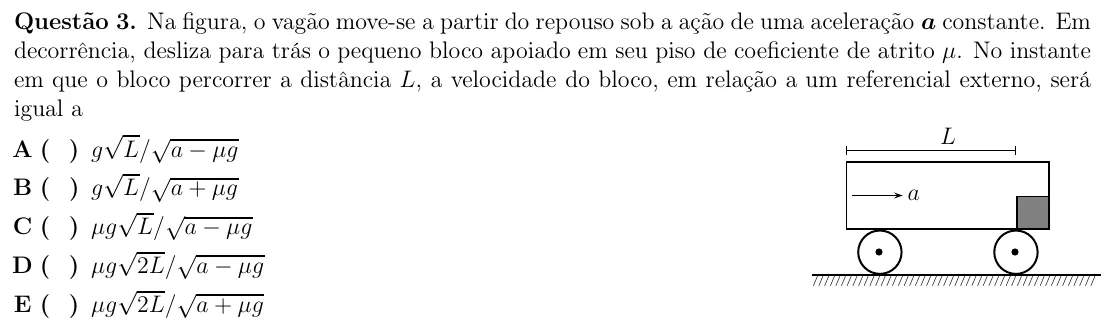 Questão 3. Na figura, o vagão move-se a partir do repouso sob a ação de uma aceleração a constante. Em
decorrência, desliza para trás o pequeno bloco apoiado em seu piso de coeficiente de atrito μ. No instante
em que o bloco percorrer a distância L, a velocidade do bloco, em relação a um referencial externo, será
igual a
A ( ) g√L/√(a − μg)
B ( ) g√L/√(a + μg)
C ( ) μg√L/√(a − μg)
D ( ) μg√2L/√(a − μg)
E ( ) μg√2L/√(a + μg)
L
a